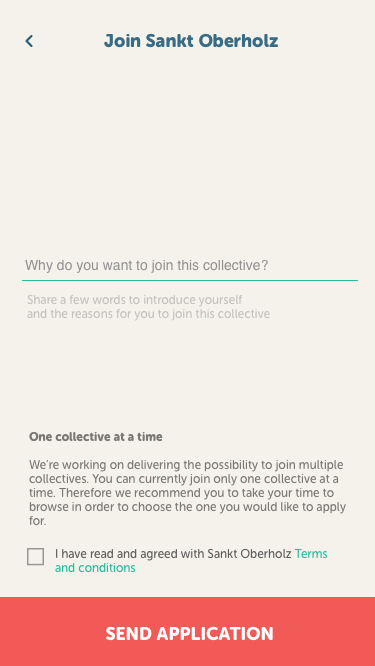 Join Sankt Oberholz
Why do you want to join this collective?
Share a few words to introduce yourself
and the reasons for you to join this collective
One collective at a time
We’re working on delivering the possibility to join multiple
collectives. You can currently join only one collective at a
time. Therefore we recommend you to take your time to
browse in order to choose the one you would like to apply
for.
I have read and agreed with Sankt Oberholz Terms
and conditions
SEND APPLICATION